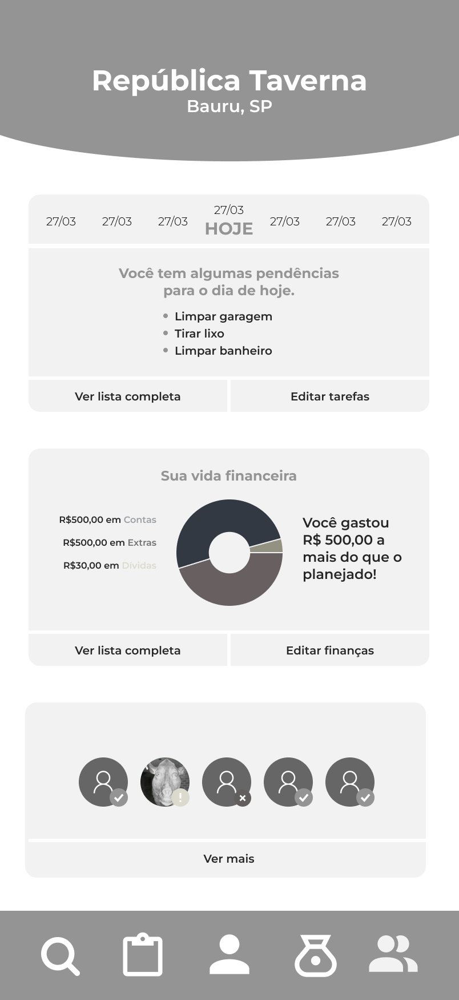 República Taverna
Bauru, SP
27/03 27/03 27/03 27/03 27/03 27/03 27/03
HOJE
Você tem algumas pendências
para o dia de hoje.
Limpar garagem
Tirar lixo
Limpar banheiro
Ver lista completa
Editar tarefas
Sua vida financeira
R$500,00 em Contas
R$500,00 em Extras
R$30,00 em Dívidas
Você gastou
R$ 500,00 a
mais do que o
planejado!
Ver lista completa
Editar finanças
Ver mais